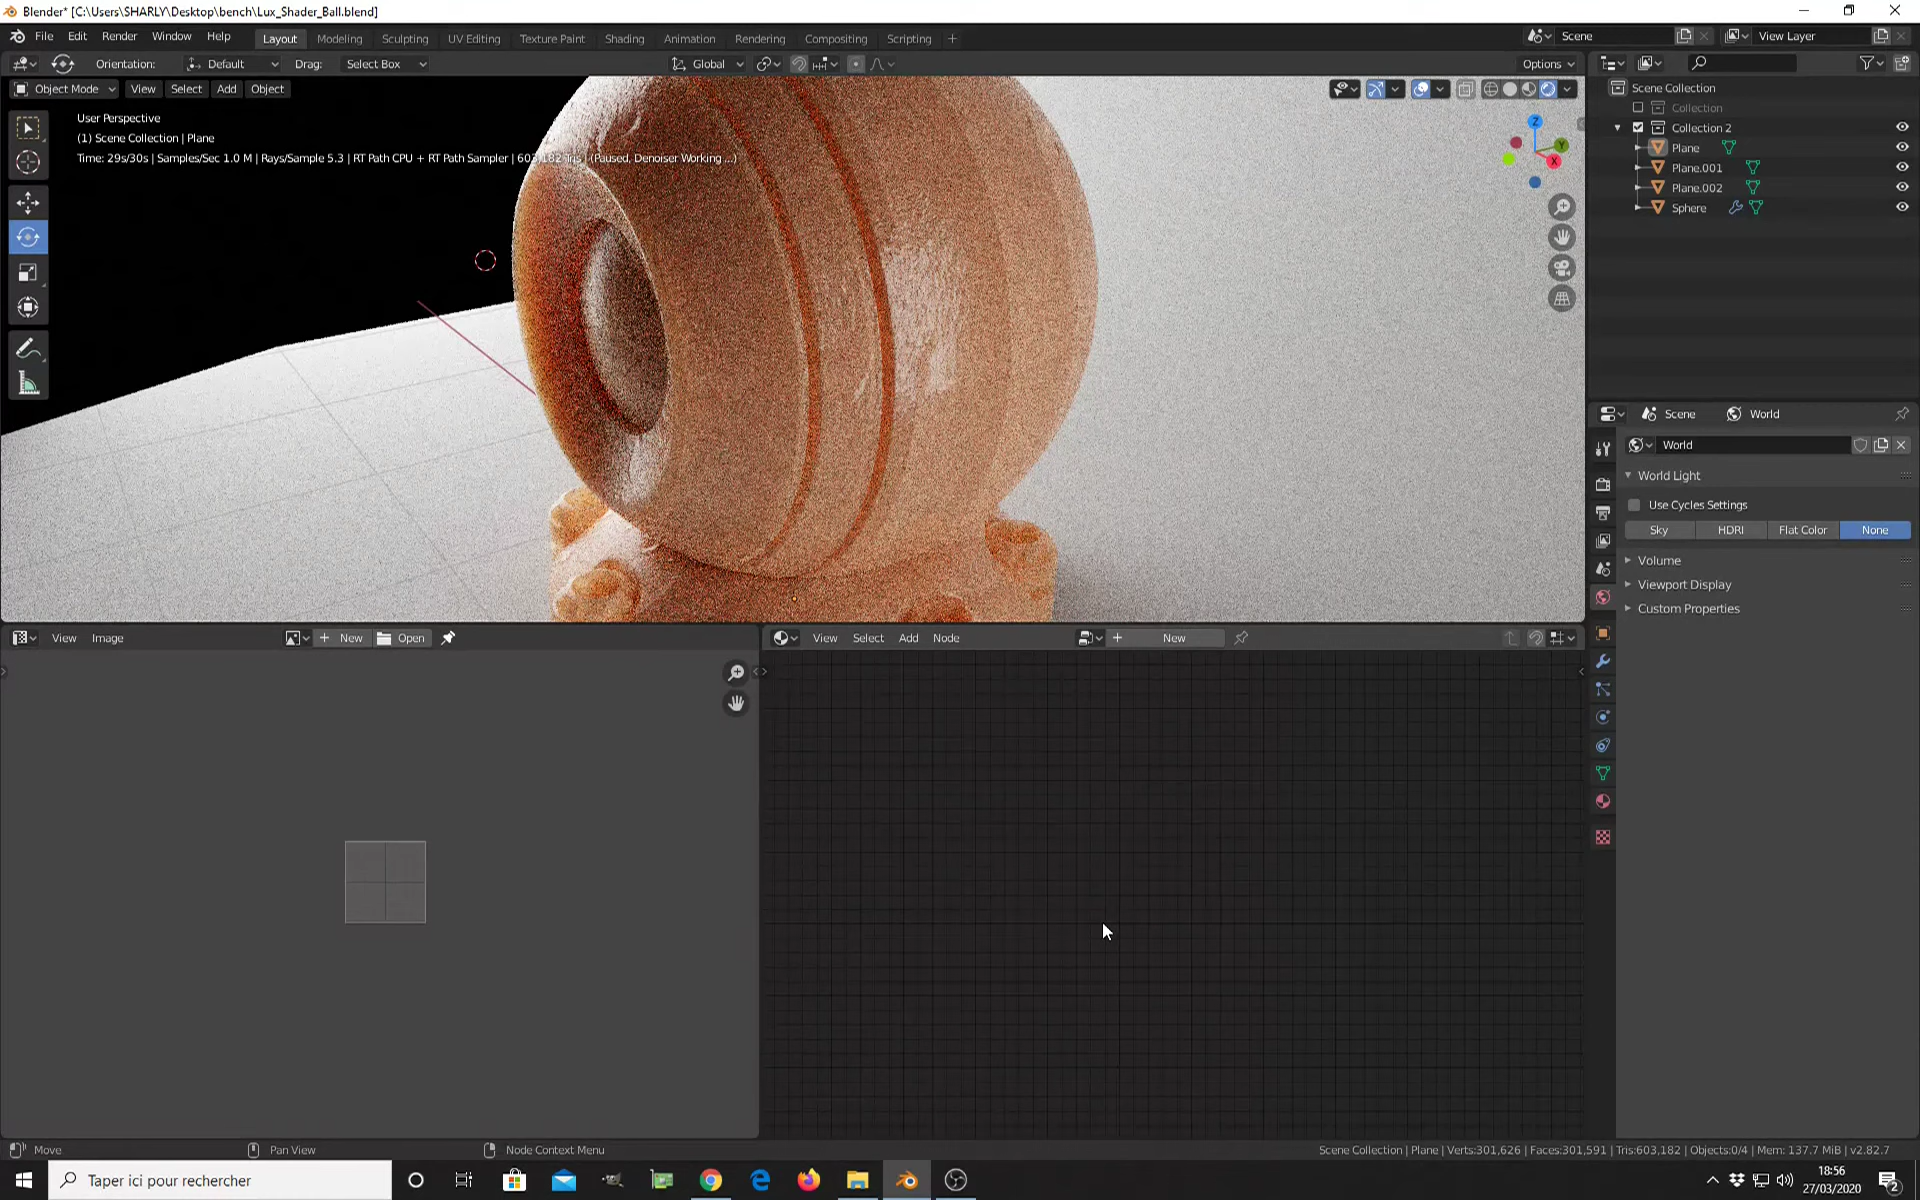 Blender* [C:\Users\SHARLY\Desktop\bench\Lux_Shader_Ball.blend]
File Edit Render Window Help Layout Modeling Sculpting UV Editing Texture Paint Shading Animation Rendering Compositing Scripting + Scene View Layer
Orientation: Default Drag: Select Box Global Options
Object Mode View Select Add Object
User Perspective
(1) Scene Collection | Plane
Time: 29s/30s | Samples/Sec 1.0 M | Rays/Sample 5.3 | RT Path CPU + RT Path Sampler | 603,182 Tris | (Paused, Denoiser Working ...)
Z
Y
X
Scene Collection
Collection
Collection 2
Plane
Plane.001
Plane.002
Sphere
Scene World
World
World Light
Use Cycles Settings
Sky HDRI Flat Color None
Volume
Viewport Display
Custom Properties
View Image + New Open
View Select Add Node + New
Move Pan View Node Context Menu
Scene Collection | Plane | Verts:301,626 | Faces:301,591 | Tris:603,182 | Objects:0/4 | Mem: 137.7 MiB | v2.82.7
Taper ici pour rechercher
18:56
27/03/2020
2